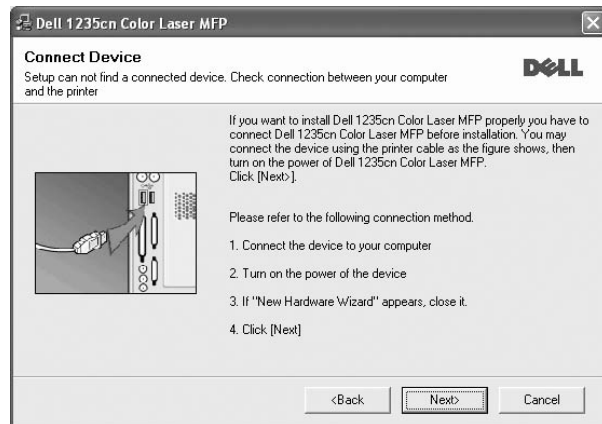 Dell 1235cn Color Laser MFP
Connect Device
Setup can not find a connected device. Check connection between your computer
and the printer
DELL
If you want to install Dell 1235cn Color Laser MFP properly you have to
connect Dell 1235cn Color Laser MFP before installation. You may
connect the device using the printer cable as the figure shows, then
turn on the power of Dell 1235cn Color Laser MFP.
Click [Next>].
Please refer to the following connection method.
1. Connect the device to your computer
2. Turn on the power of the device
3. If "New Hardware Wizard" appears, close it.
4. Click [Next]
<Back
Next>
Cancel